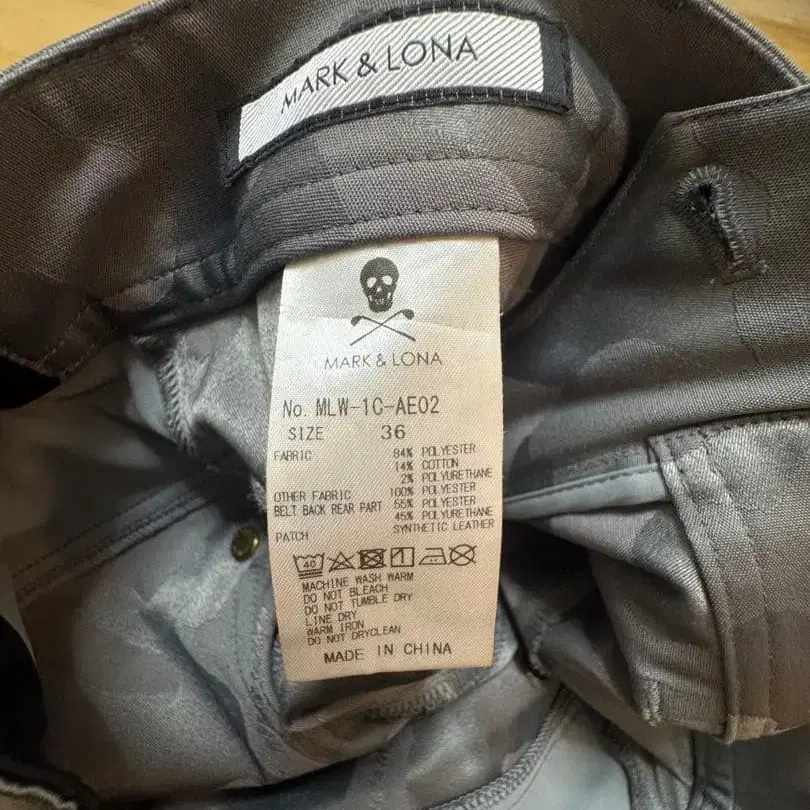 MARK & LONA
MARK & LONA
No. MLW-1C-AE02
SIZE 36
FABRIC 84% POLYESTER
14% COTTON
2% POLYURETHANE
OTHER FABRIC 100% POLYESTER
BELT BACK REAR PART 55% POLYESTER
45% POLYURETHANE
PATCH SYNTHETIC LEATHER
40
MACHINE WASH WARM
DO NOT BLEACH
DO NOT TUMBLE DRY
LINE DRY
WARM IRON
DO NOT DRYCLEAN
MADE IN CHINA